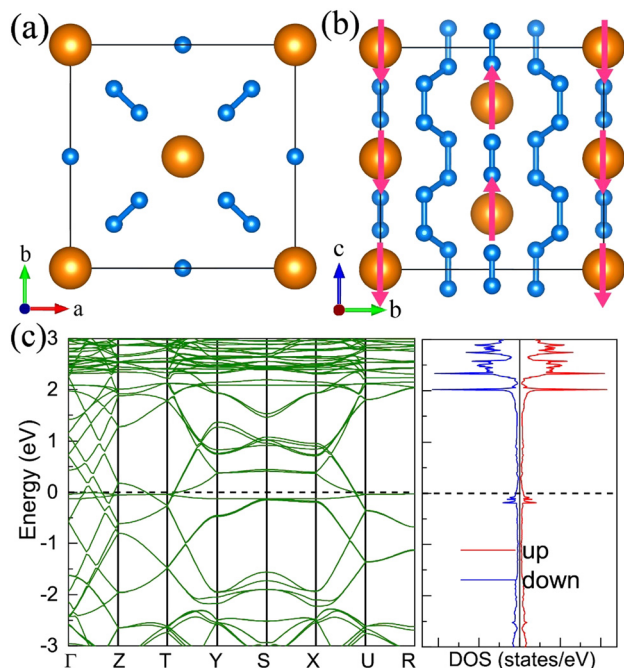 (a)
(b)
b
a
c
b
(c)
3
2
1
0
-1
-2
-3
Energy (eV)
Γ Z T Y S X U R
up
down
DOS (states/eV)